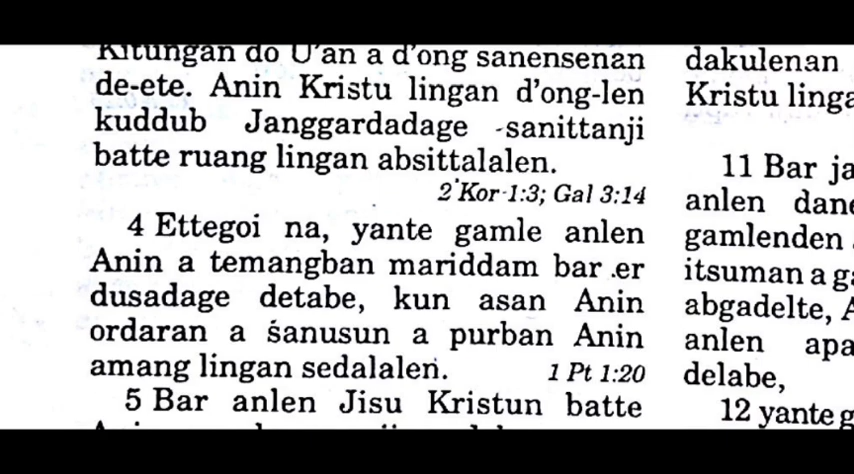 Kitungan do U'an a d'ong sanensenan
de-ete. Anin Kristu lingan d'ong-len
kuddub Janggardadage -sanittanji
batte ruang lingan absittalalen.
2 Kor 1:3; Gal 3:14
4 Ettegoi na, yante gamle anlen
Anin a temangban mariddam bar er
dusadage detabe, kun asan Anin
ordaran a śanusun a purban Anin
amang lingan sedalalen.
1 Pt 1:20
5 Bar anlen Jisu Kristun batte
dakulenan
Kristu linga
11 Bar ja
anlen dane
gamlenden
itsuman a ga
abgadelte, A
anlen apa
delabe,
12 yante g